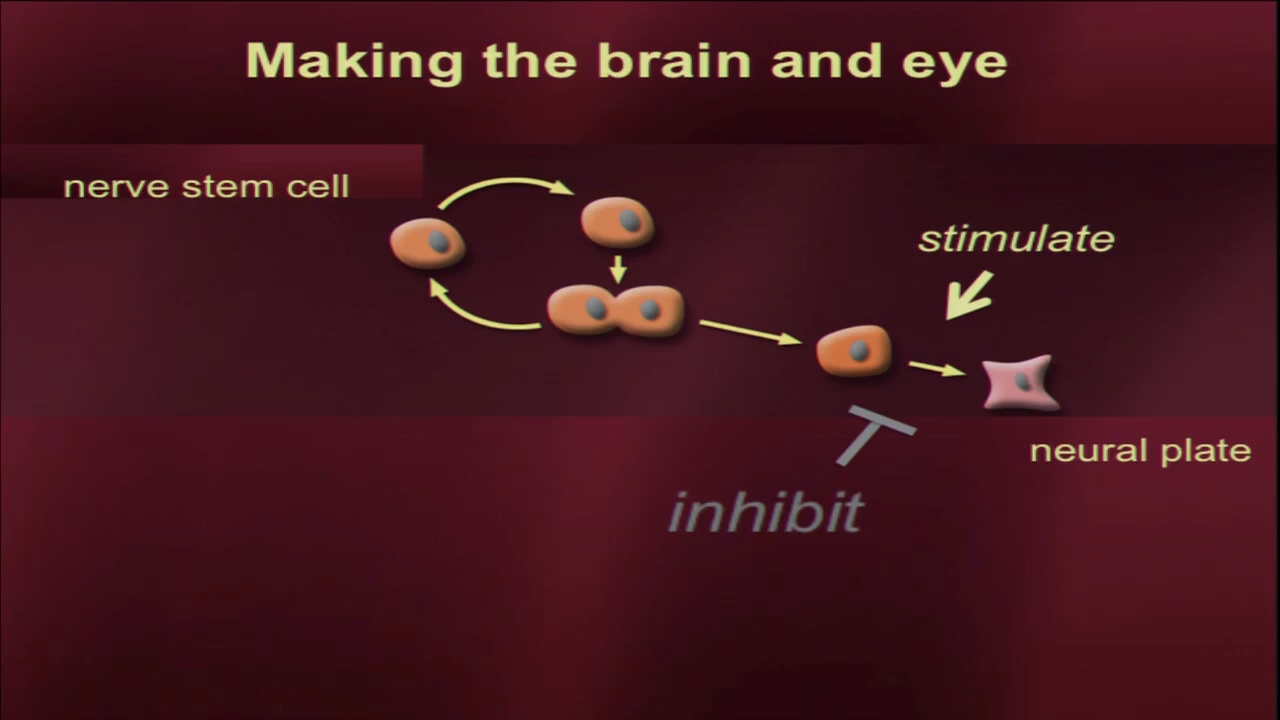 Making the brain and eye
nerve stem cell
stimulate
neural plate
inhibit